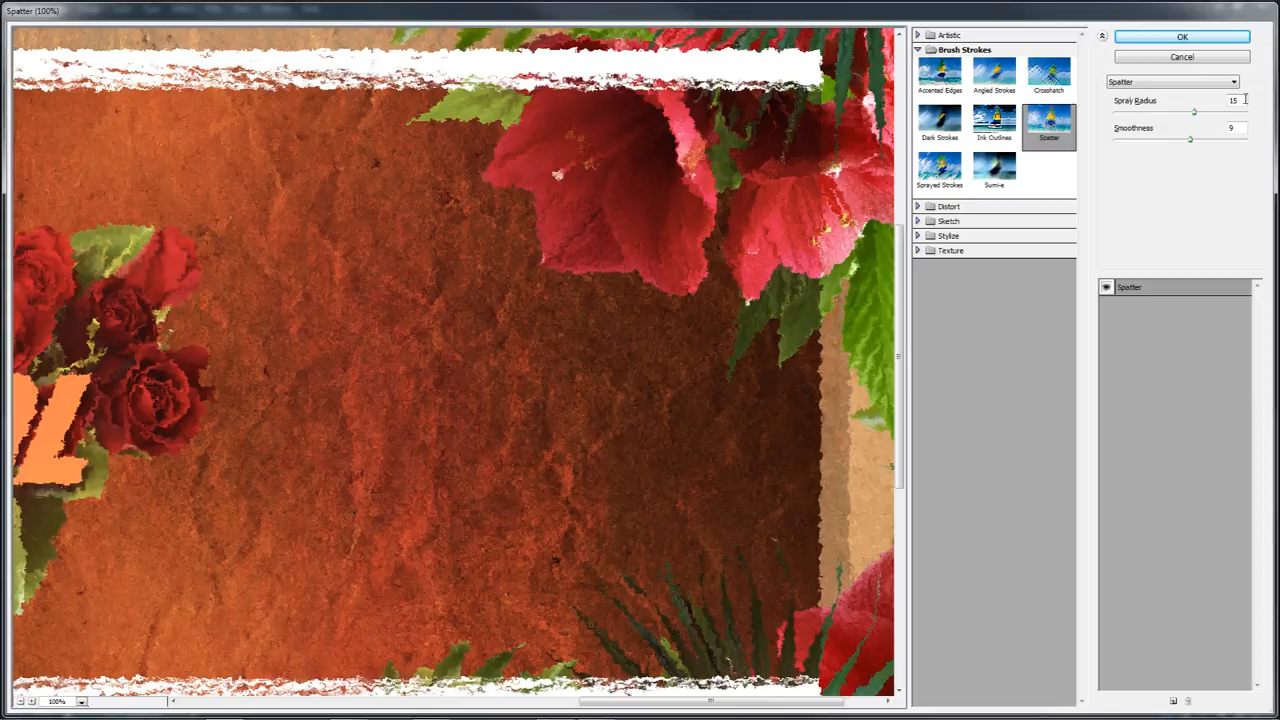 Spatter (100%)
Artistic
Brush Strokes
Accented Edges
Angled Strokes
Crosshatch
Dark Strokes
Ink Outlines
Spatter
Sprayed Strokes
Sumi-e
Distort
Sketch
Stylize
Texture
OK
Cancel
Spatter
Spray Radius 15
Smoothness 9
Spatter
100%